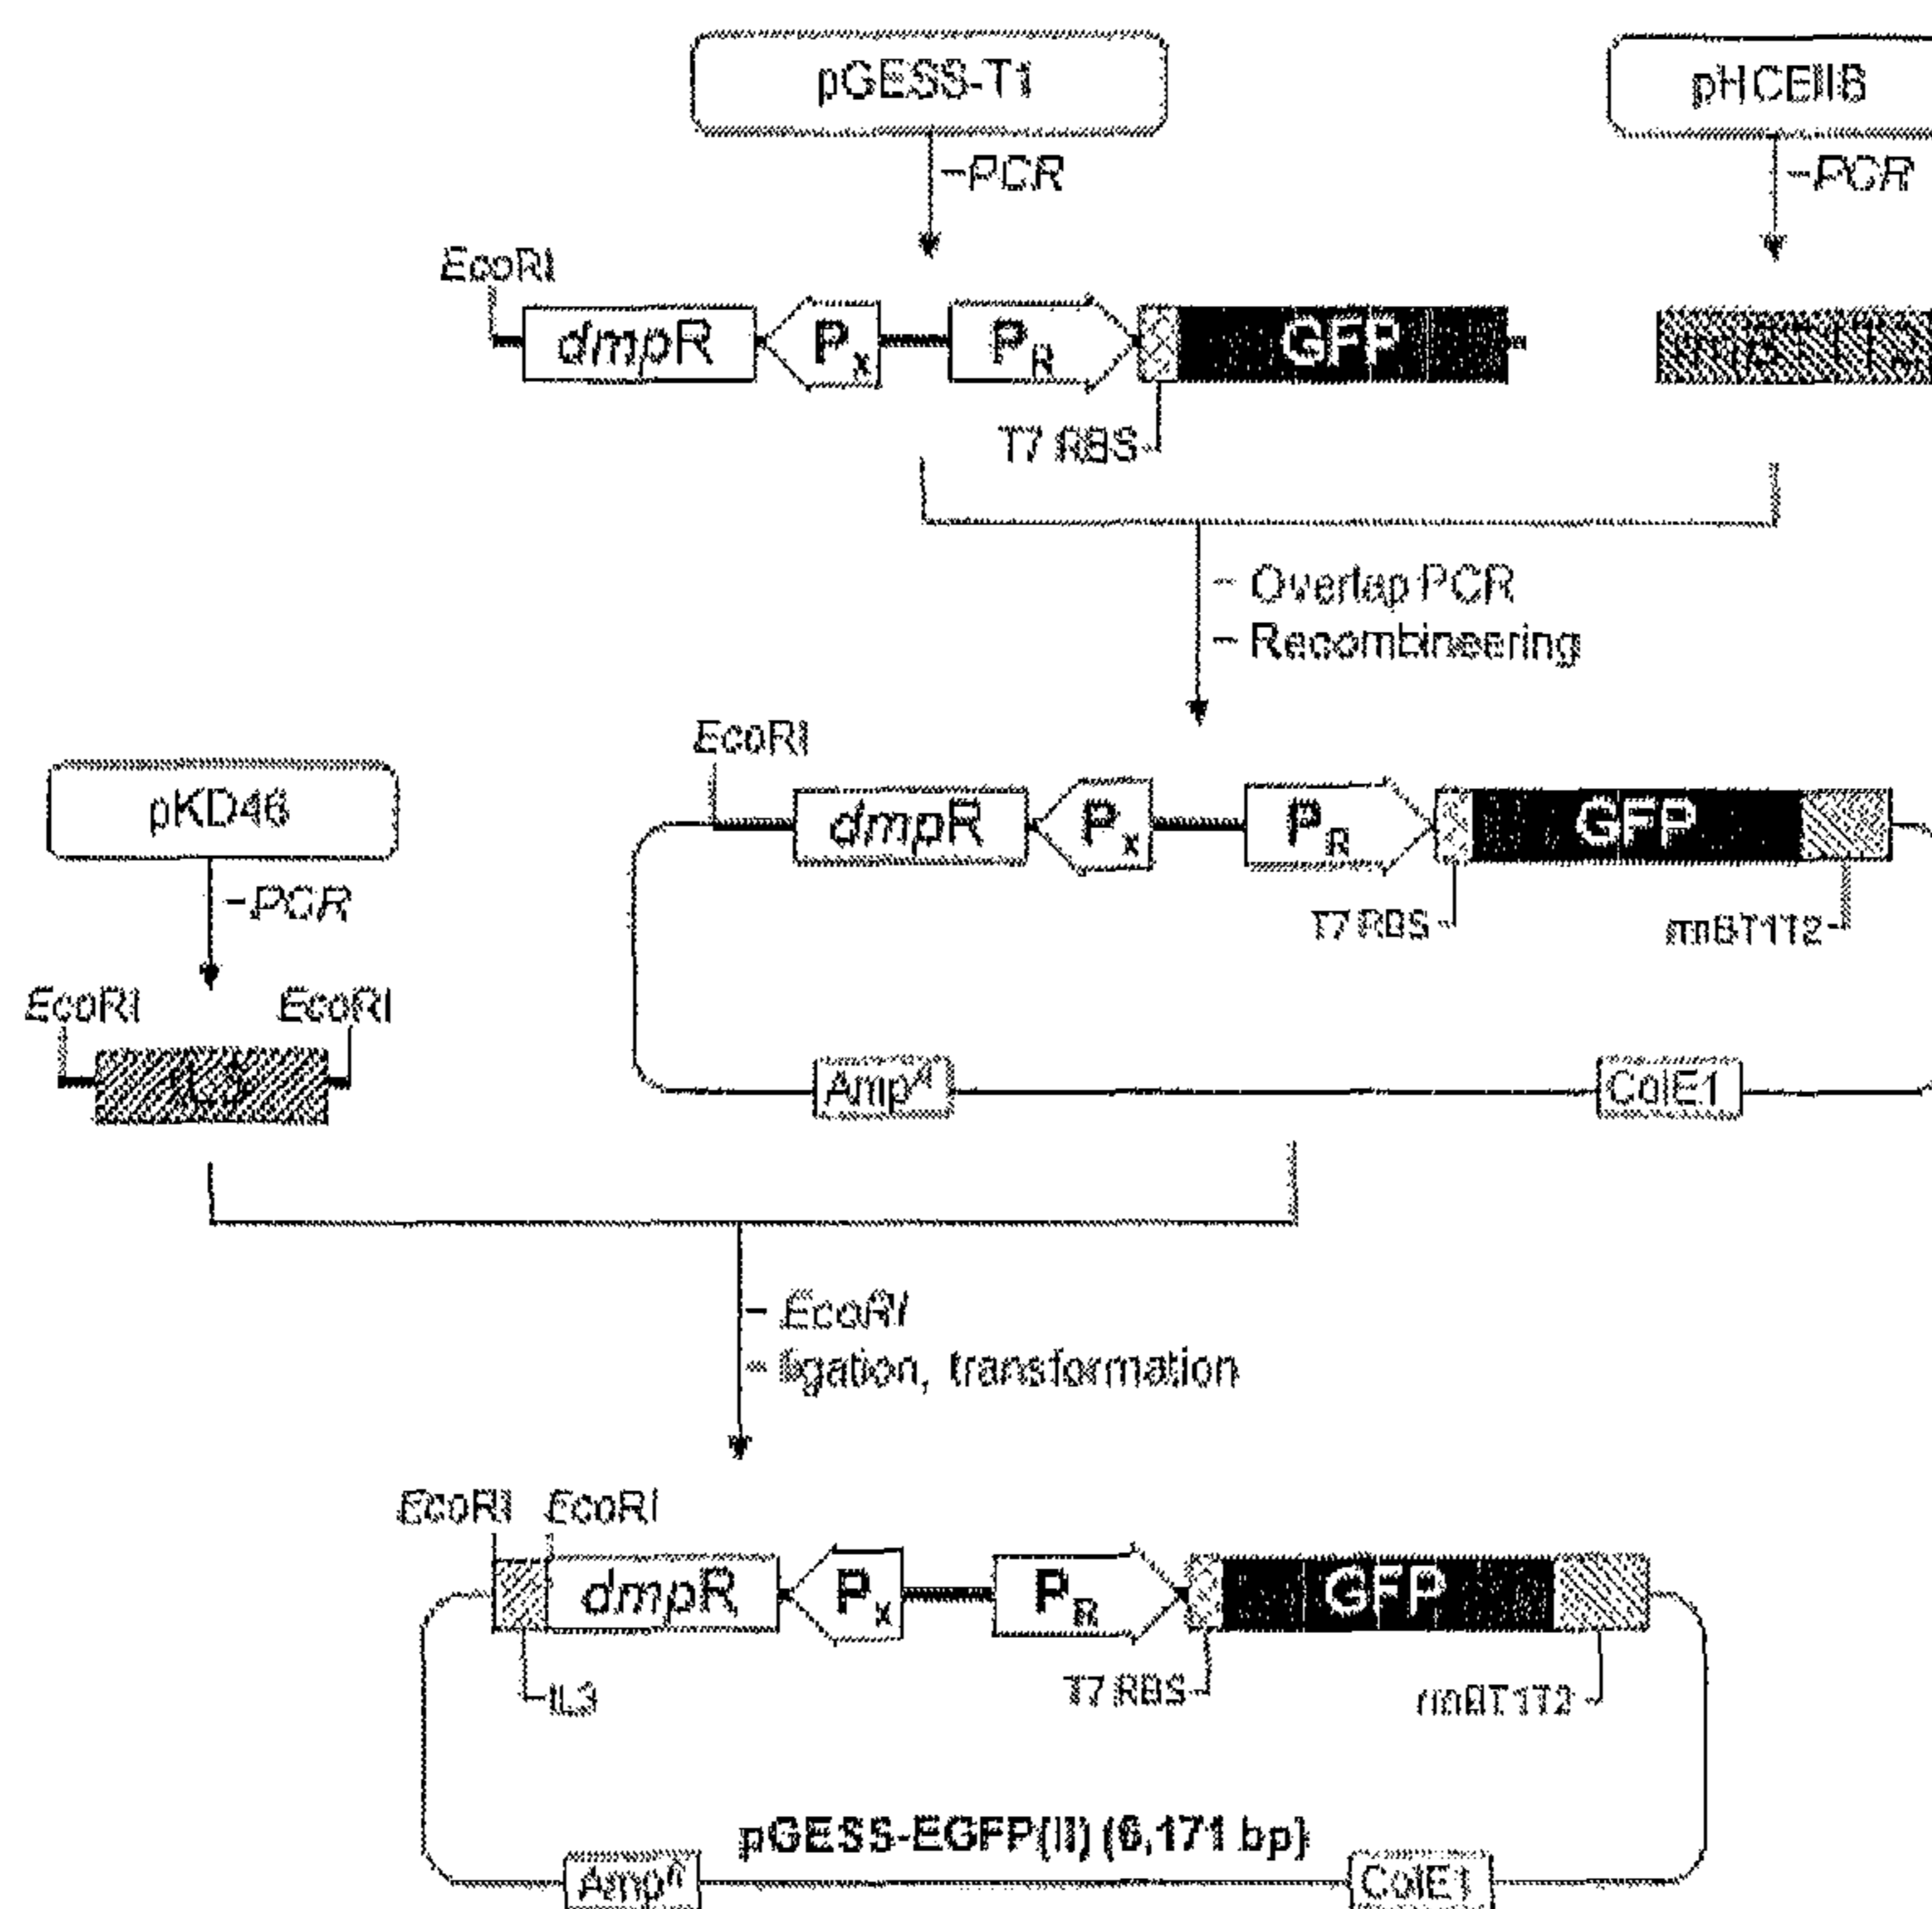 pGESS-T1
pHCEIIB
-PCR
-PCR
EcoRI
dmpR
Px
PR
GFP
T7 RBS
- Overlap PCR
- Recombineering
pKD46
-PCR
EcoRI
EcoRI
EcoRI
dmpR
Px
PR
GFP
T7 RBS
rrnBT1T2
AmpR
ColE1
- EcoRI
- ligation, transformation
EcoRI
EcoRI
dmpR
Px
PR
GFP
tL3
T7 RBS
rrnBT1T2
pGESS-EGFP(II) (6,171 bp)
AmpR
ColE1